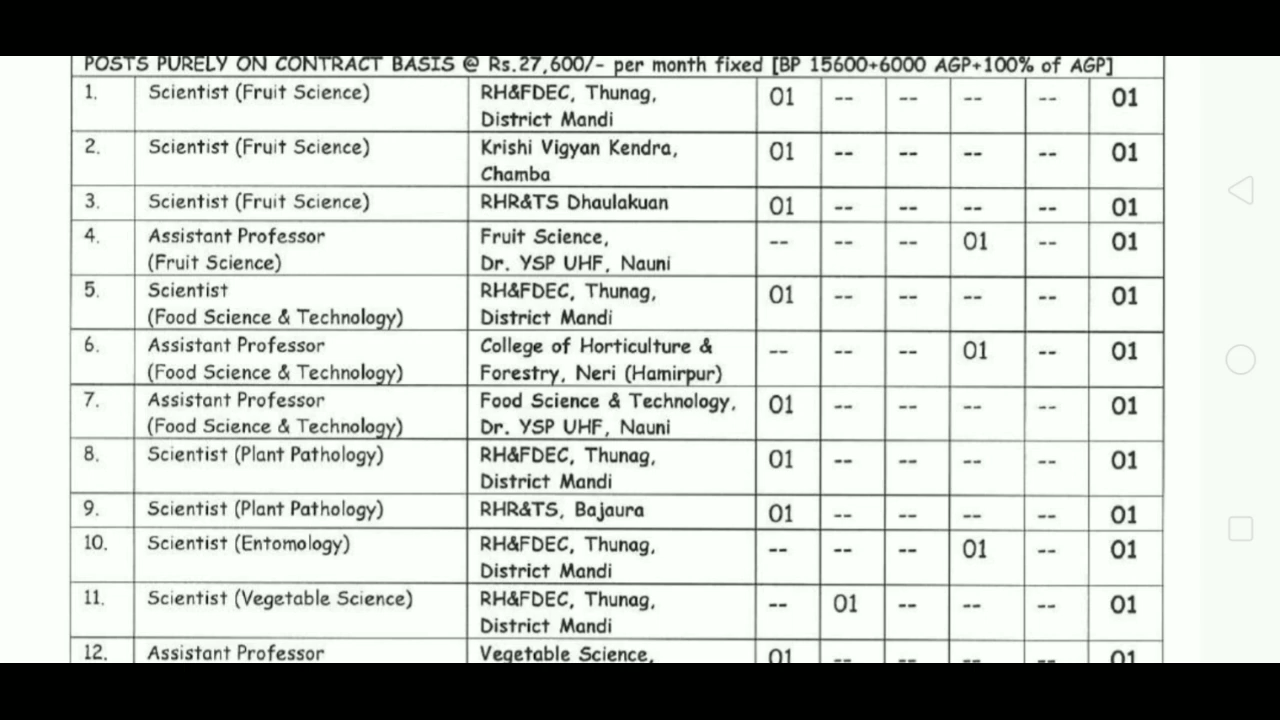 POSTS PURELY ON CONTRACT BASIS @ Rs.27,600/- per month fixed [BP 15600+6000 AGP+100% of AGP]
1. Scientist (Fruit Science) RH&FDEC, Thunag, 01 -- -- -- -- 01
District Mandi
2. Scientist (Fruit Science) Krishi Vigyan Kendra, 01 -- -- -- -- 01
Chamba
3. Scientist (Fruit Science) RHR&TS Dhaulakuan 01 -- -- -- -- 01
4. Assistant Professor Fruit Science, -- -- -- 01 -- 01
(Fruit Science) Dr. YSP UHF, Nauni
5. Scientist RH&FDEC, Thunag, 01 -- -- -- -- 01
(Food Science & Technology) District Mandi
6. Assistant Professor College of Horticulture & -- -- -- 01 -- 01
(Food Science & Technology) Forestry, Neri (Hamirpur)
7. Assistant Professor Food Science & Technology, 01 -- -- -- -- 01
(Food Science & Technology) Dr. YSP UHF, Nauni
8. Scientist (Plant Pathology) RH&FDEC, Thunag, 01 -- -- -- -- 01
District Mandi
9. Scientist (Plant Pathology) RHR&TS, Bajaura 01 -- -- -- -- 01
10. Scientist (Entomology) RH&FDEC, Thunag, -- -- -- 01 -- 01
District Mandi
11. Scientist (Vegetable Science) RH&FDEC, Thunag, -- 01 -- -- -- 01
District Mandi
12. Assistant Professor Vegetable Science, 01 -- -- -- -- 01